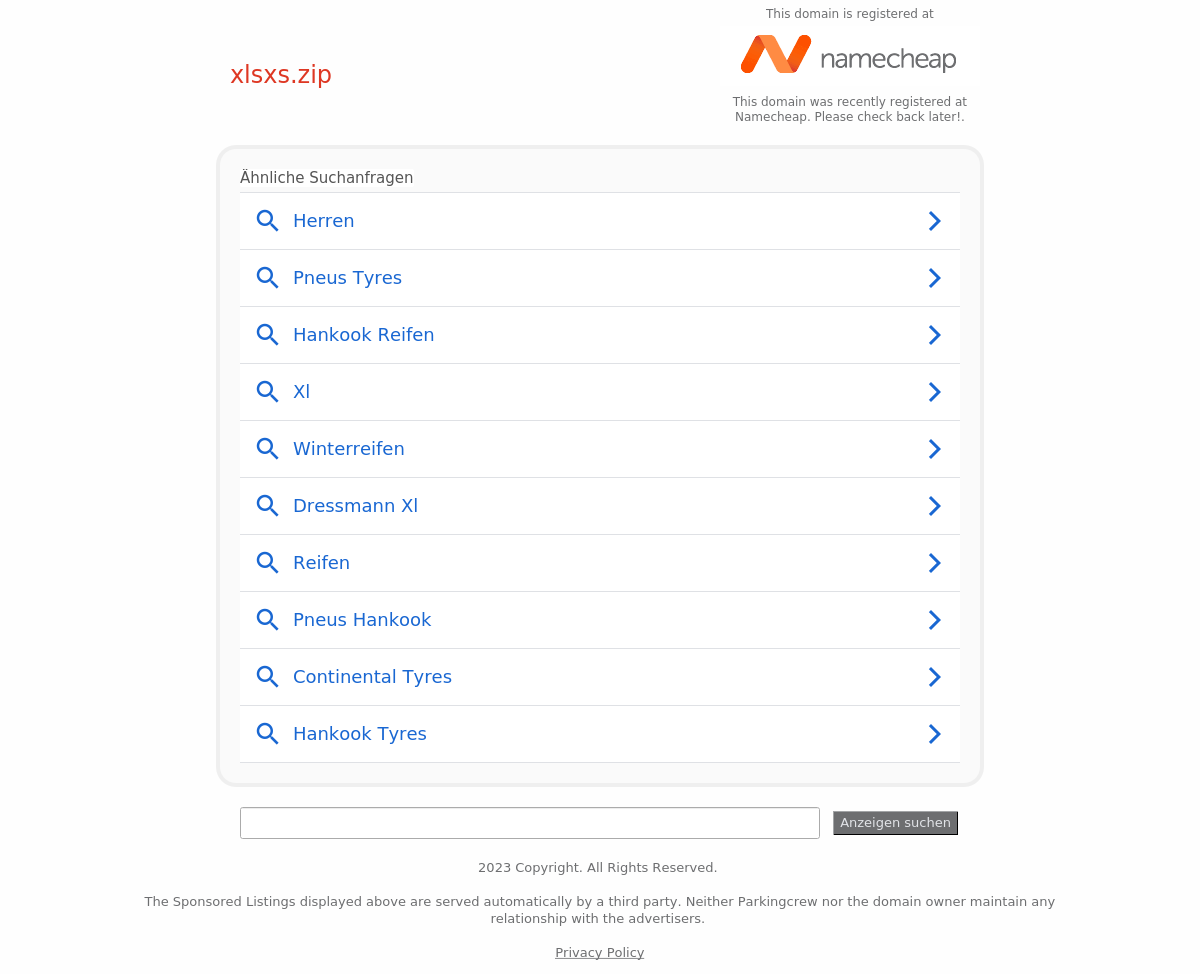 This domain is registered at
namecheap
xlsxs.zip
This domain was recently registered at
Namecheap. Please check back later!.
Ähnliche Suchanfragen
Herren
Pneus Tyres
Hankook Reifen
Xl
Winterreifen
Dressmann Xl
Reifen
Pneus Hankook
Continental Tyres
Hankook Tyres
Anzeigen suchen
2023 Copyright. All Rights Reserved.
The Sponsored Listings displayed above are served automatically by a third party. Neither Parkingcrew nor the domain owner maintain any
relationship with the advertisers.
Privacy Policy